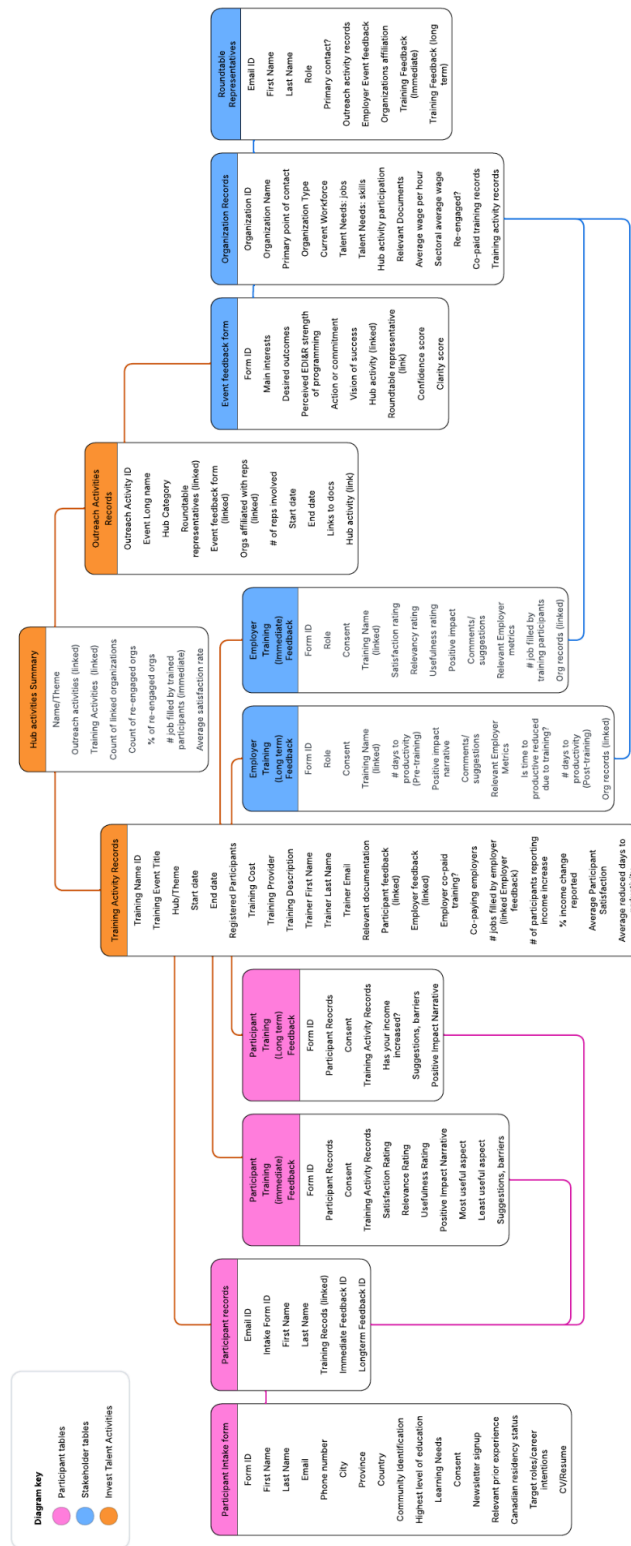 Diagram key
Participant tables
Stakeholder tables
Invest Talent Activities
Participant Intake form
Form ID
First Name
Last Name
Email
Phone number
City
Province
Country
Community Identification
Highest level of education
Learning Needs
Consent
Newsletter signup
Relevant prior experience
Canadian residency status
Target roles/career
intentions
CV/Resume
Participant records
Email ID
Intake Form ID
First Name
Last Name
Training Recods (linked)
Immediate Feedback ID
Longterm Feedback ID
Participant
Training
(immediate)
Feedback
Form ID
Participant Records
Consent
Training Activity Records
Satisfaction Rating
Relevance Rating
Usefulness Rating
Positive Impact Narrative
Most useful aspect
Least useful aspect
Suggestions, barriers
Participant
Training
(Long term)
Feedback
Form ID
Participant Reocrds
Consent
Training Activity Records
Has your income
increased?
Suggestions, barriers
Positive Impact Narrative
Training Activity Records
Training Name ID
Training Event Title
Hub/Theme
Start date
End date
Registered Participants
Training Cost
Training Provider
Training Description
Trainer First Name
Trainer Last Name
Trainer Email
Relevant documentation
Participant feedback
(linked)
Employer feedback
(linked)
Employer co-paid
training?
Co-paying employers
# jobs filled by employer
(linked Employer
feedback)
# of participants reporting
income increase
% income change
reported
Average Participant
Satisfaction
Average reduced days to
Hub activities Summary
Name/Theme
Outreach activities (linked)
Training Activities (linked)
Count of linked organizations
Count of re-engaged orgs
% of re-engaged orgs
# job filled by trained
participants (immediate)
Average satisfaction rate
Employer
Training
(Long term)
Feedback
Form ID
Role
Consent
Training Name
(linked)
# days to
productivity
(Pre-training)
Positive impact
narrative
Comments/
suggestions
Relevant Employer
Metrics
Is time to
productive reduced
due to training?
# days to
productivity
(Post-training)
Org records (linked)
Employer
Training
(Immediate)
Feedback
Form ID
Role
Consent
Training Name
(linked)
Satisfaction rating
Relevancy rating
Usefulness rating
Positive impact
Comments/
suggestions
Relevant Employer
metrics
# job filled by
training participants
Org records (linked)
Outreach Activities
Records
Outreach Activity ID
Event Long name
Hub Category
Roundtable
representatives (linked)
Event feedback form
(linked)
Orgs affiliated with reps
(linked)
# of reps involved
Start date
End date
Links to docs
Hub activity (link)
Event feedback form
Form ID
Main interests
Desired outcomes
Perceived EDI&R strength
of programming
Action or commitment
Vision of success
Hub activity (linked)
Roundtable representative
(link)
Confidence score
Clarity score
Organization Records
Organization ID
Organization Name
Primary point of contact
Organization Type
Current Workforce
Talent Needs: jobs
Talent Needs: skills
Hub activity participation
Relevant Documents
Average wage per hour
Sectoral average wage
Re-engaged?
Co-paid training records
Training activity records
Roundtable
Representatives
Email ID
First Name
Last Name
Role
Primary contact?
Outreach activity records
Employer Event feedback
Organizations affiliation
Training Feedback
(Immediate)
Training Feedback (long
term)